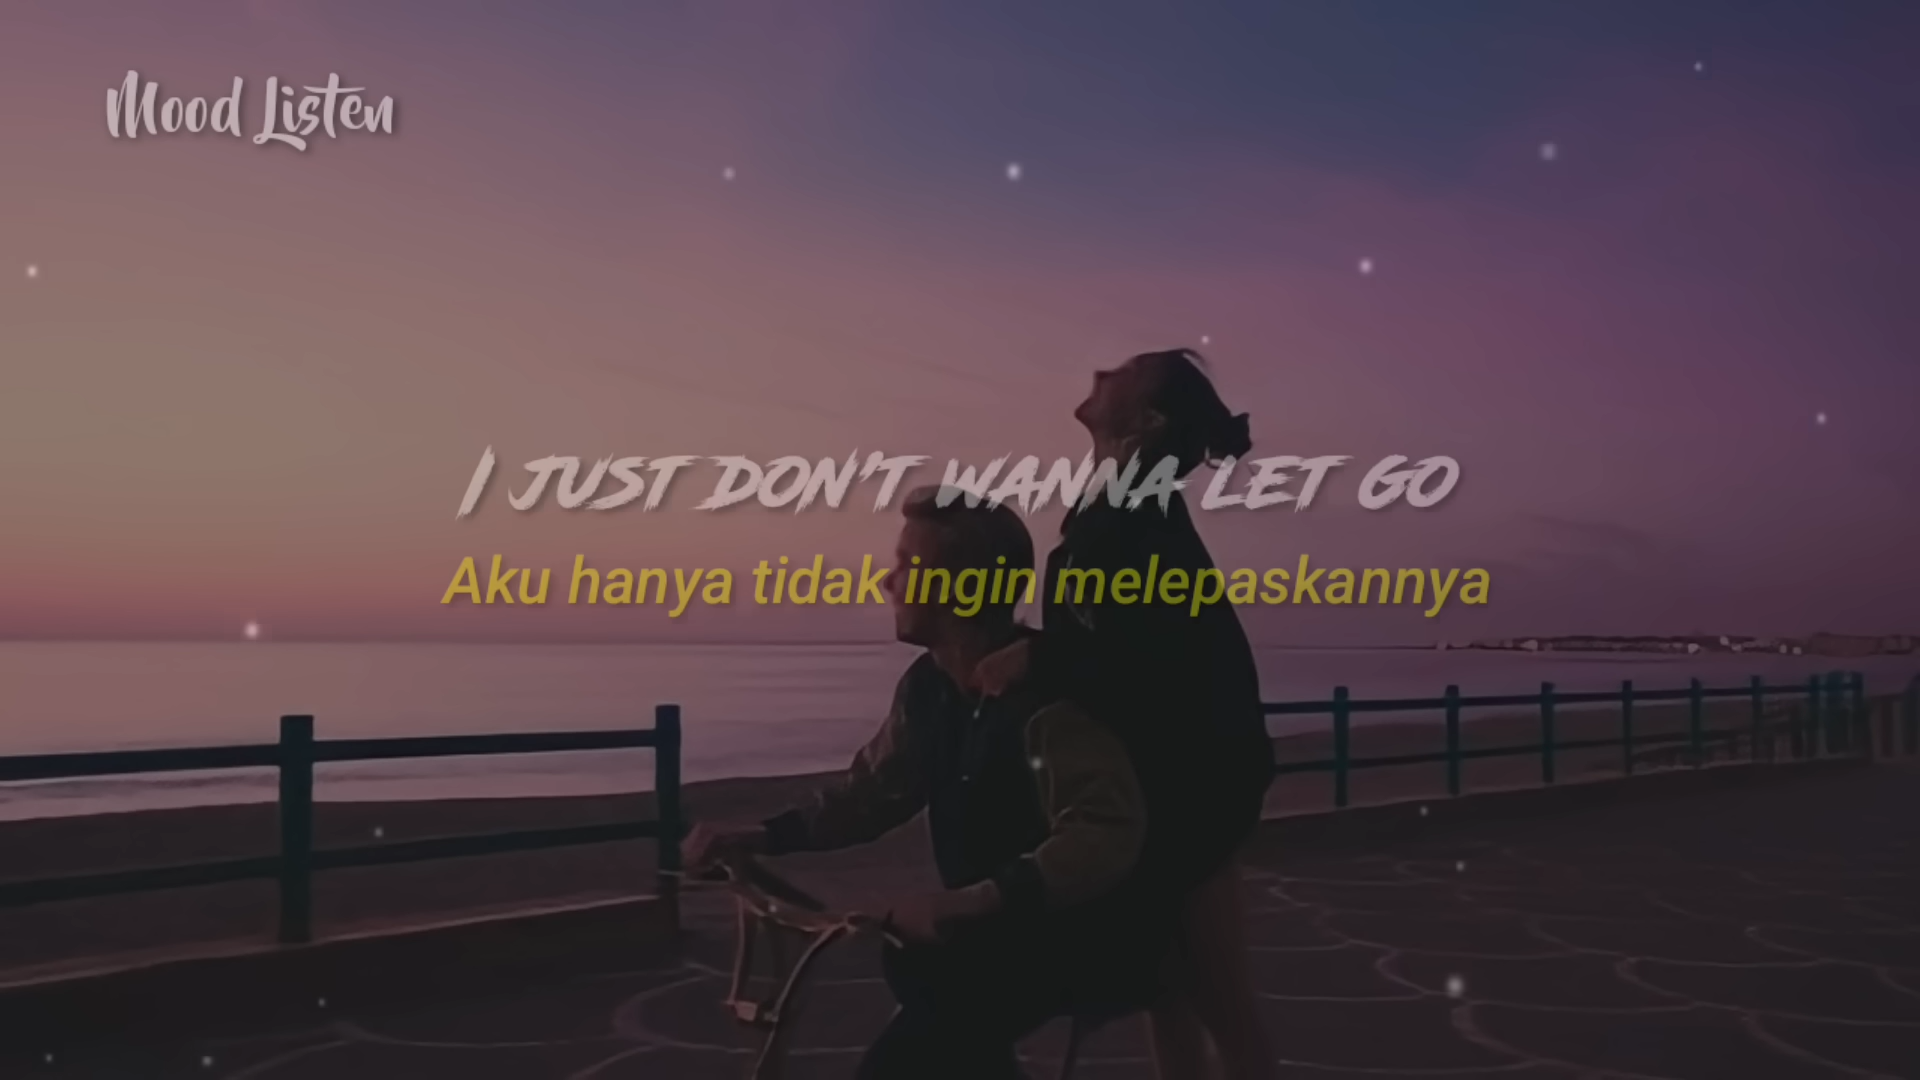 Mood Listen
I JUST DON'T WANNA LET GO
Aku hanya tidak ingin melepaskannya